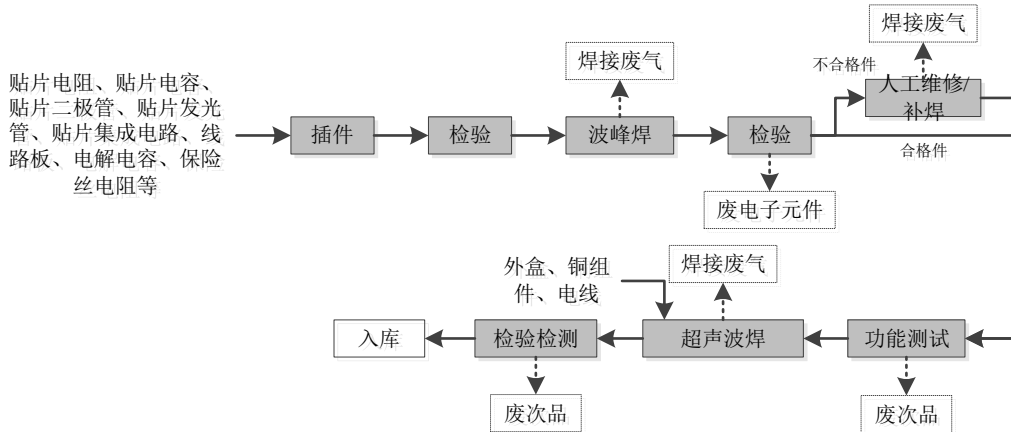 焊接废气
焊接废气
不合格件
人工维修/
补焊
贴片电阻、贴片电容、
贴片二极管、贴片发光
管、贴片集成电路、线
路板、电解电容、保险
丝电阻等
插件
检验
波峰焊
检验
合格件
废电子元件
外盒、铜组
件、电线
焊接废气
入库
检验检测
超声波焊
功能测试
废次品
废次品